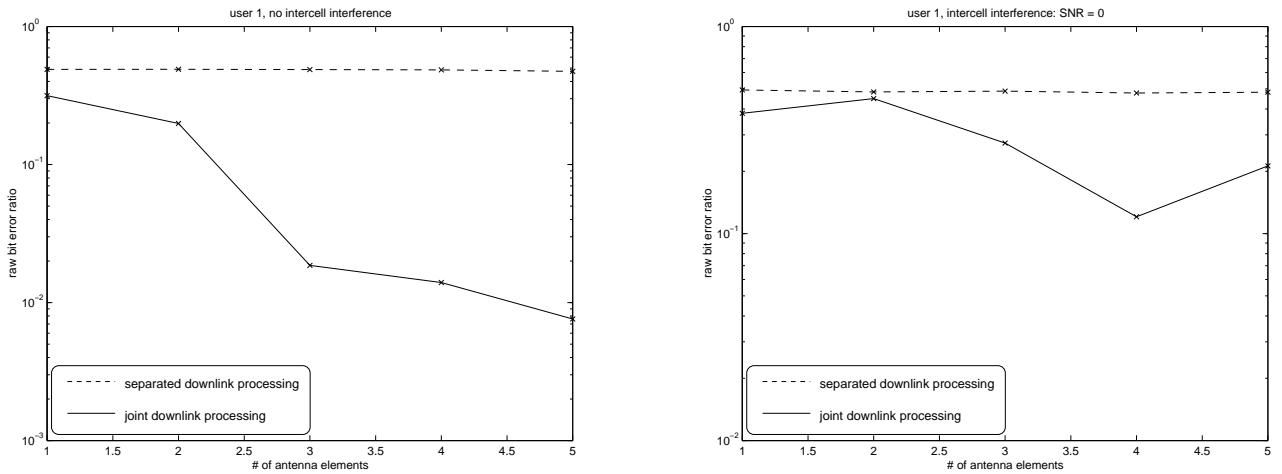 user 1, no intercell interference
10^0
10^-1
10^-2
10^-3
raw bit error ratio
separated downlink processing
joint downlink processing
1 1.5 2 2.5 3 3.5 4 4.5 5
# of antenna elements
user 1, intercell interference: SNR = 0
10^0
10^-1
10^-2
raw bit error ratio
separated downlink processing
joint downlink processing
1 1.5 2 2.5 3 3.5 4 4.5 5
# of antenna elements